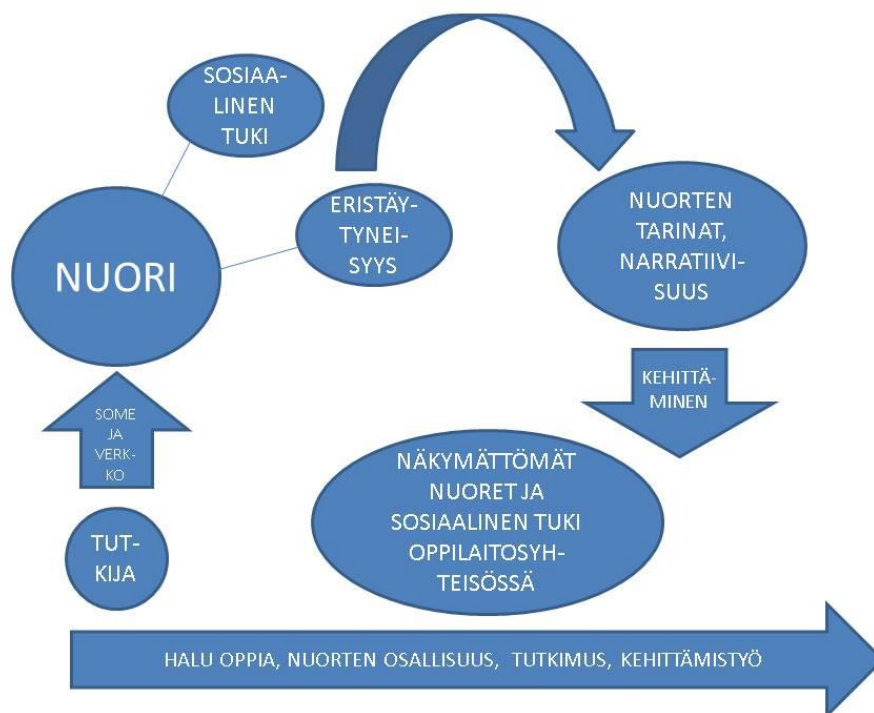 SOSIAA-
LINEN
TUKI
NUORI
ERISTÄY-
TYNEI-
SYYS
NUORTEN
TARINAT,
NARRATIIVI-
SUUS
KEHITTÄ-
MINEN
SOME
JA
VERK-
KO
TUT-
KIJA
NÄKYMÄTTÖMÄT
NUORET JA
SOSIAALINEN TUKI
OPPILAITOSYH-
TEISÖSSÄ
HALU OPPIA, NUORTEN OSALLISUUS, TUTKIMUS, KEHITTÄMISTYÖ